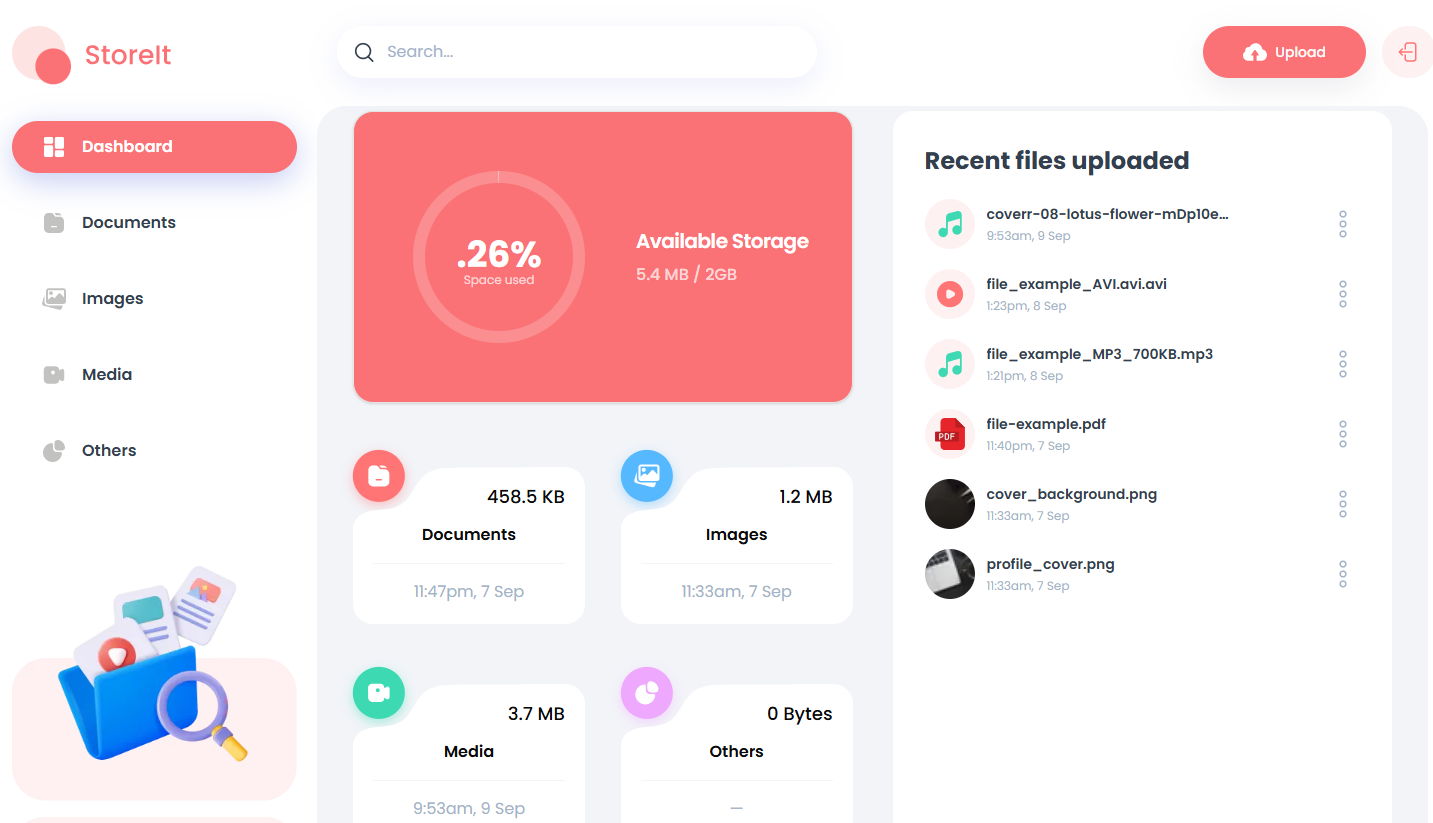 StoreIt
Search...
Upload
Dashboard
Documents
Images
Media
Others
.26%
Space used
Available Storage
5.4 MB / 2GB
458.5 KB
Documents
11:47pm, 7 Sep
1.2 MB
Images
11:33am, 7 Sep
3.7 MB
Media
9:53am, 9 Sep
0 Bytes
Others
—
Recent files uploaded
coverr-08-lotus-flower-mDp10e...
9:53am, 9 Sep
file_example_AVI.avi.avi
1:23pm, 8 Sep
file_example_MP3_700KB.mp3
1:21pm, 8 Sep
PDF
file-example.pdf
11:40pm, 7 Sep
cover_background.png
11:33am, 7 Sep
profile_cover.png
11:33am, 7 Sep